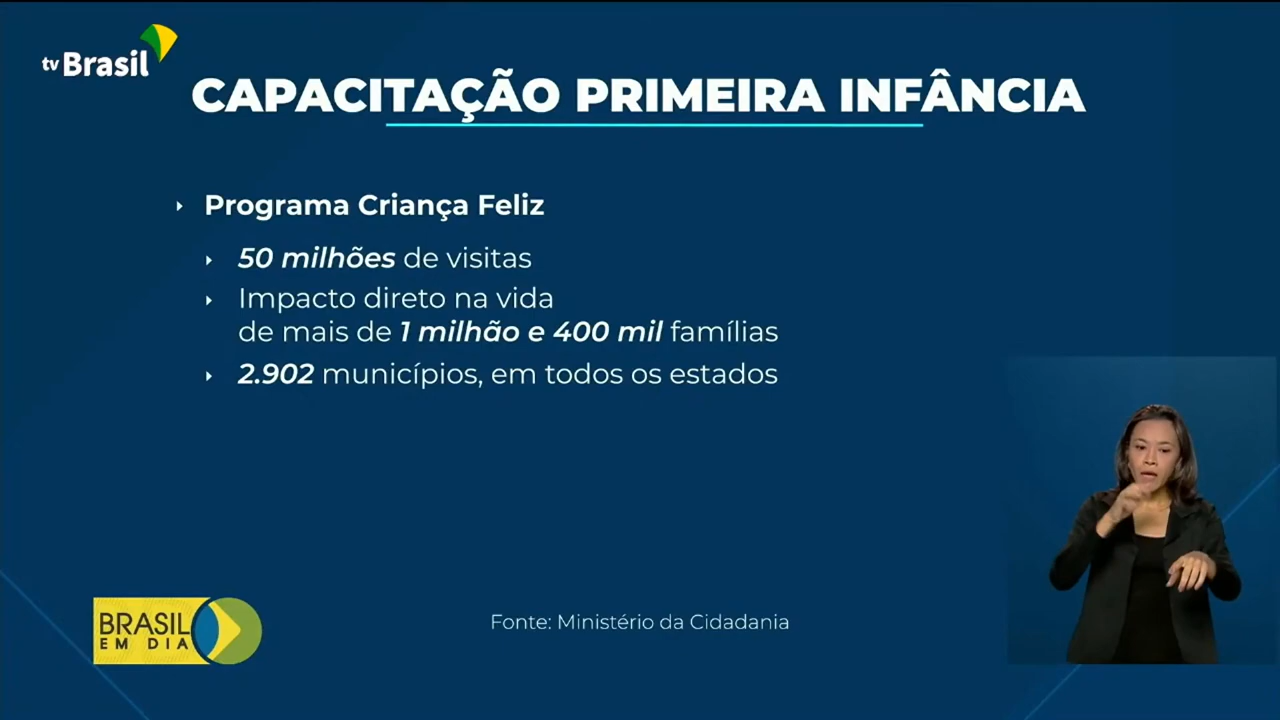 tv Brasil
CAPACITAÇÃO PRIMEIRA INFÂNCIA
Programa Criança Feliz
50 milhões de visitas
Impacto direto na vida
de mais de 1 milhão e 400 mil famílias
2.902 municípios, em todos os estados
BRASIL
EM DIA
Fonte: Ministério da Cidadania